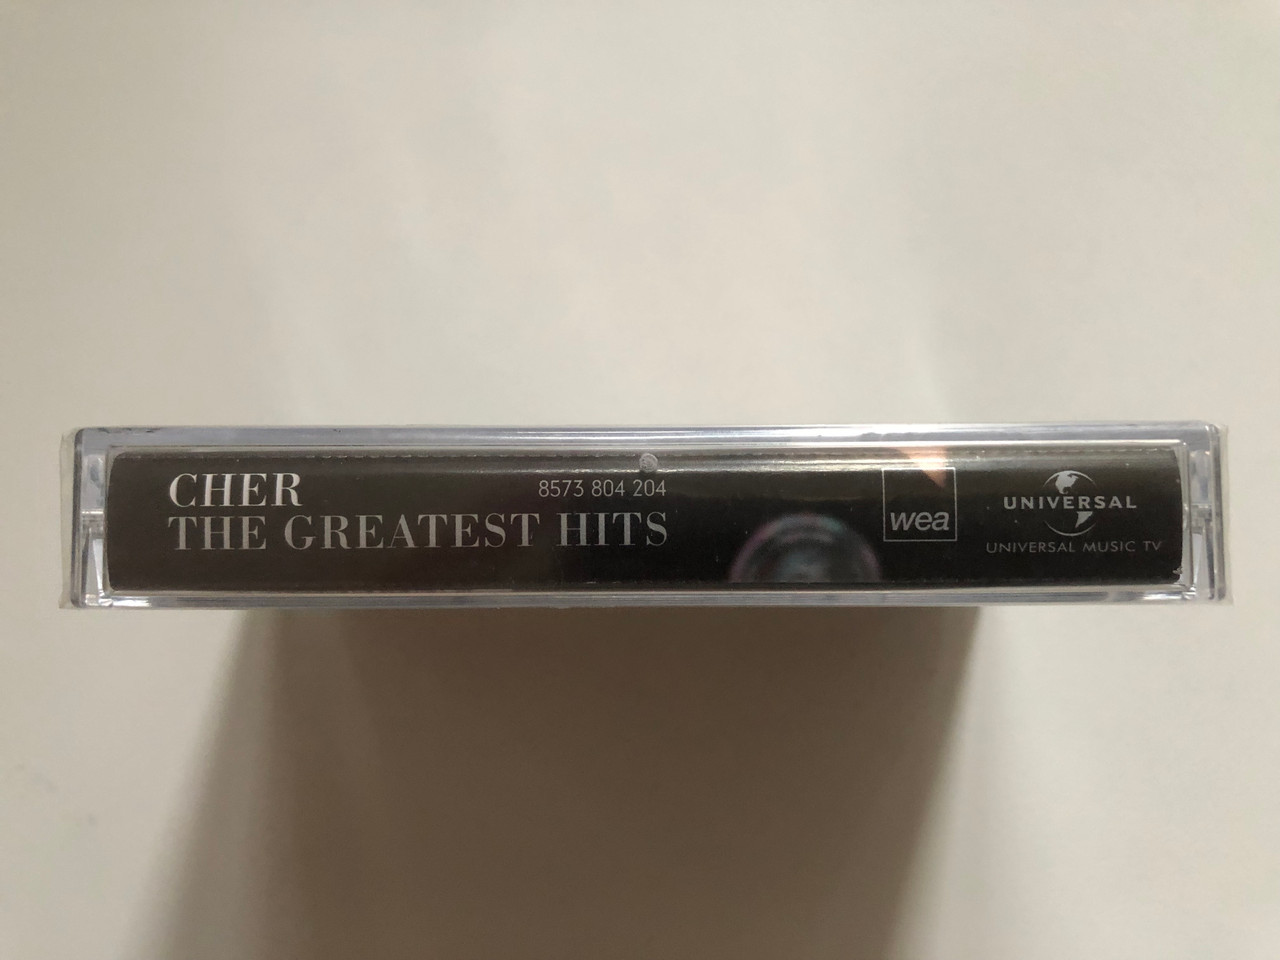 CHER
8573 804 204
THE GREATEST HITS
wea
UNIVERSAL
UNIVERSAL MUSIC TV